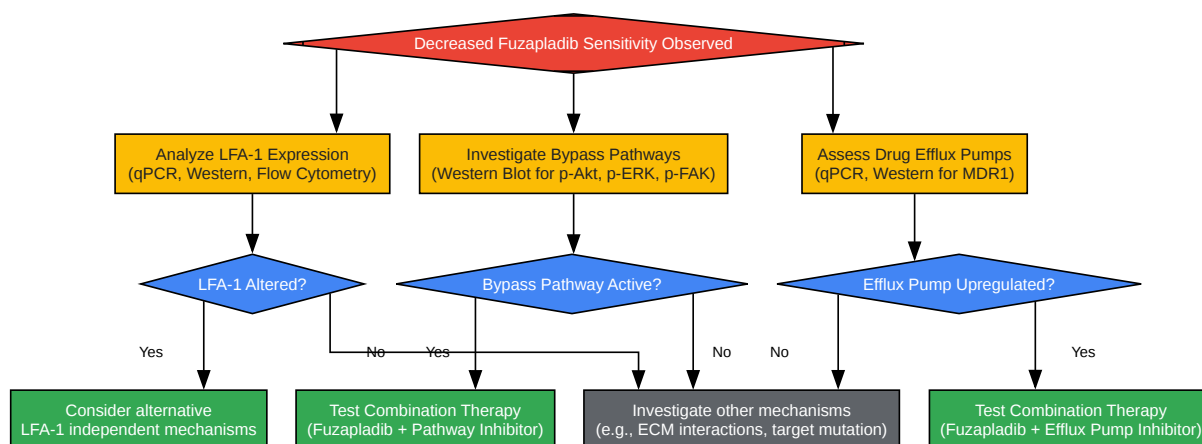 Decreased Fuzapladib Sensitivity Observed
Analyze LFA-1 Expression
(qPCR, Western, Flow Cytometry)
Investigate Bypass Pathways
(Western Blot for p-Akt, p-ERK, p-FAK)
Assess Drug Efflux Pumps
(qPCR, Western for MDR1)
LFA-1 Altered?
Bypass Pathway Active?
Efflux Pump Upregulated?
Yes
No
Yes
No
No
Yes
Consider alternative
LFA-1 independent mechanisms
Test Combination Therapy
(Fuzapladib + Pathway Inhibitor)
Investigate other mechanisms
(e.g., ECM interactions, target mutation)
Test Combination Therapy
(Fuzapladib + Efflux Pump Inhibitor)